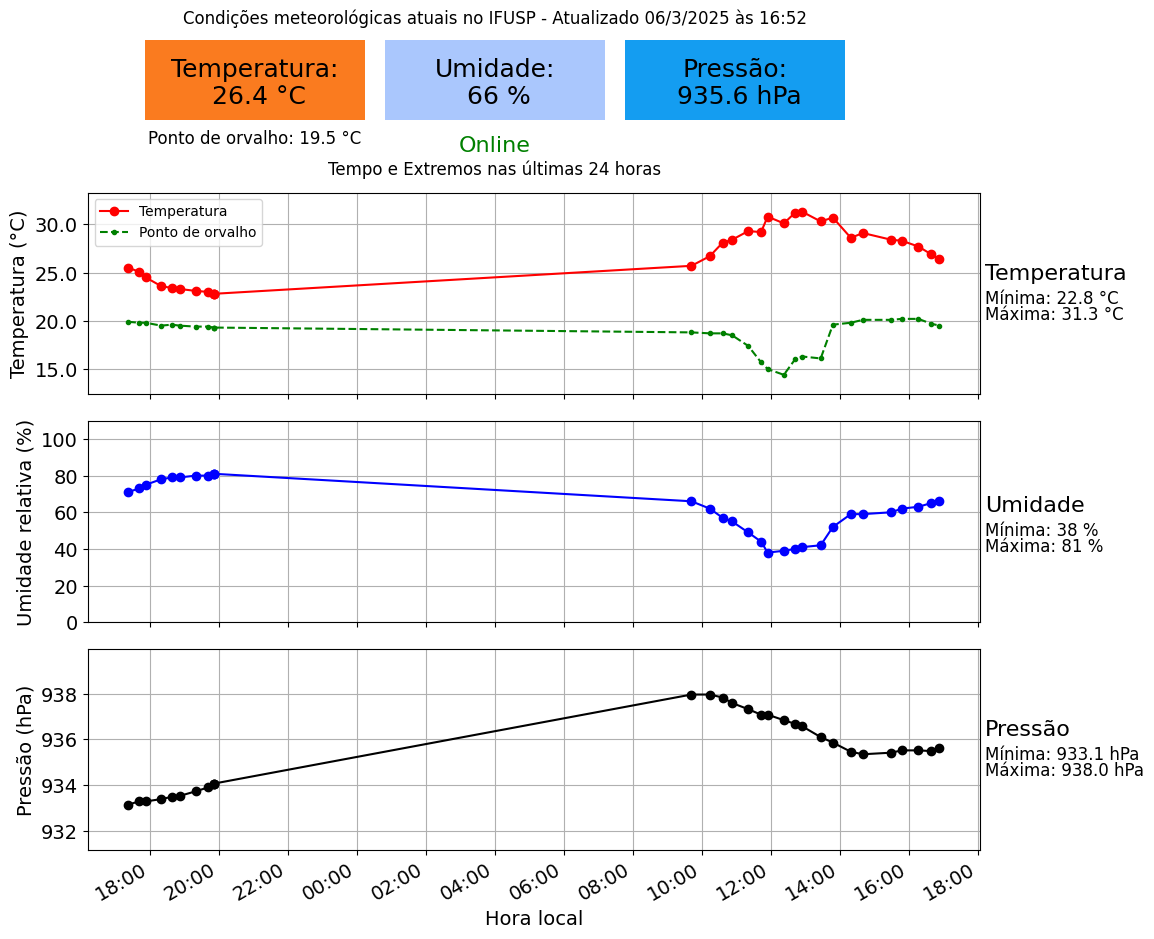 Condições meteorológicas atuais no IFUSP - Atualizado 06/3/2025 às 16:52
Temperatura:
26.4 °C
Umidade:
66 %
Pressão:
935.6 hPa
Ponto de orvalho: 19.5 °C
Online
Tempo e Extremos nas últimas 24 horas
Temperatura (°C)
30.0
25.0
20.0
15.0
Temperatura
Ponto de orvalho
Temperatura
Mínima: 22.8 °C
Máxima: 31.3 °C
Umidade relativa (%)
100
80
60
40
20
0
Umidade
Mínima: 38 %
Máxima: 81 %
Pressão (hPa)
938
936
934
932
Pressão
Mínima: 933.1 hPa
Máxima: 938.0 hPa
18:00 20:00 22:00 00:00 02:00 04:00 06:00 08:00 10:00 12:00 14:00 16:00 18:00
Hora local